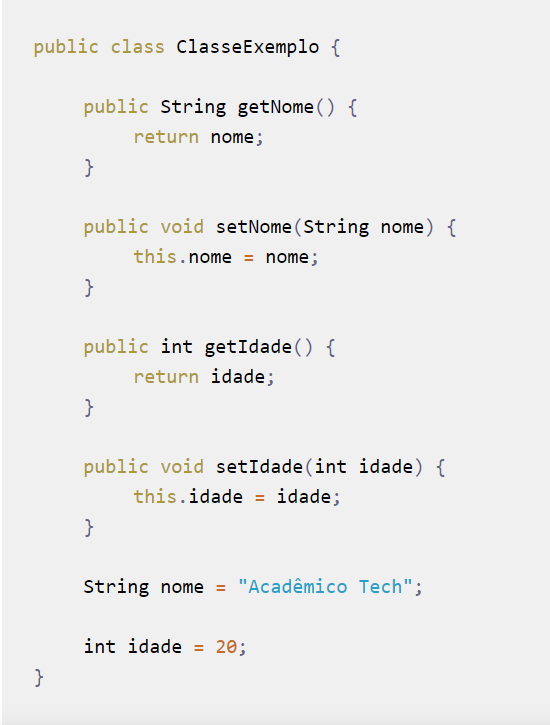 public class ClasseExemplo {
public String getNome() {
return nome;
}
public void setNome(String nome) {
this.nome = nome;
}
public int getIdade() {
return idade;
}
public void setIdade(int idade) {
this.idade = idade;
}
String nome = "Acadêmico Tech";
int idade = 20;
}